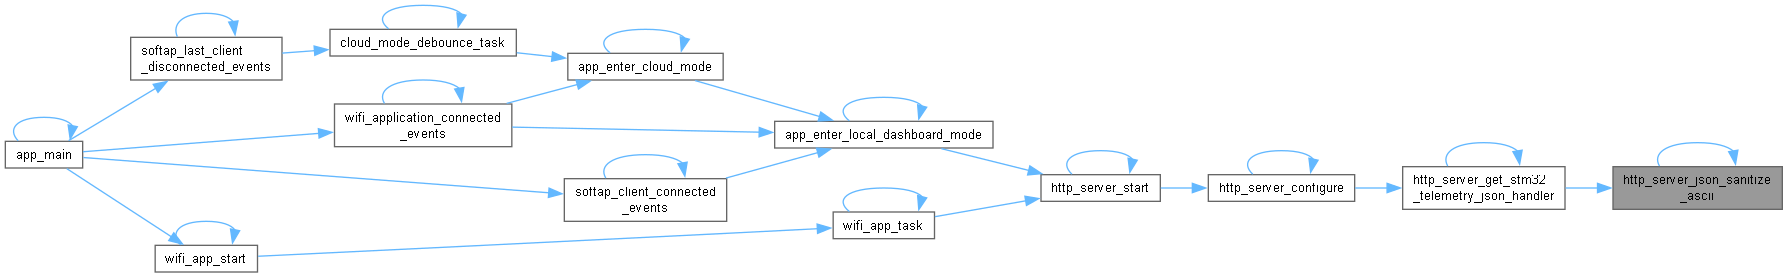 softap_last_client
_disconnected_events
cloud_mode_debounce_task
app_enter_cloud_mode
wifi_application_connected
_events
app_enter_local_dashboard_mode
app_main
softap_client_connected
_events
http_server_start
http_server_configure
http_server_get_stm32
_telemetry_json_handler
http_server_json_sanitize
_ascii
wifi_app_task
wifi_app_start